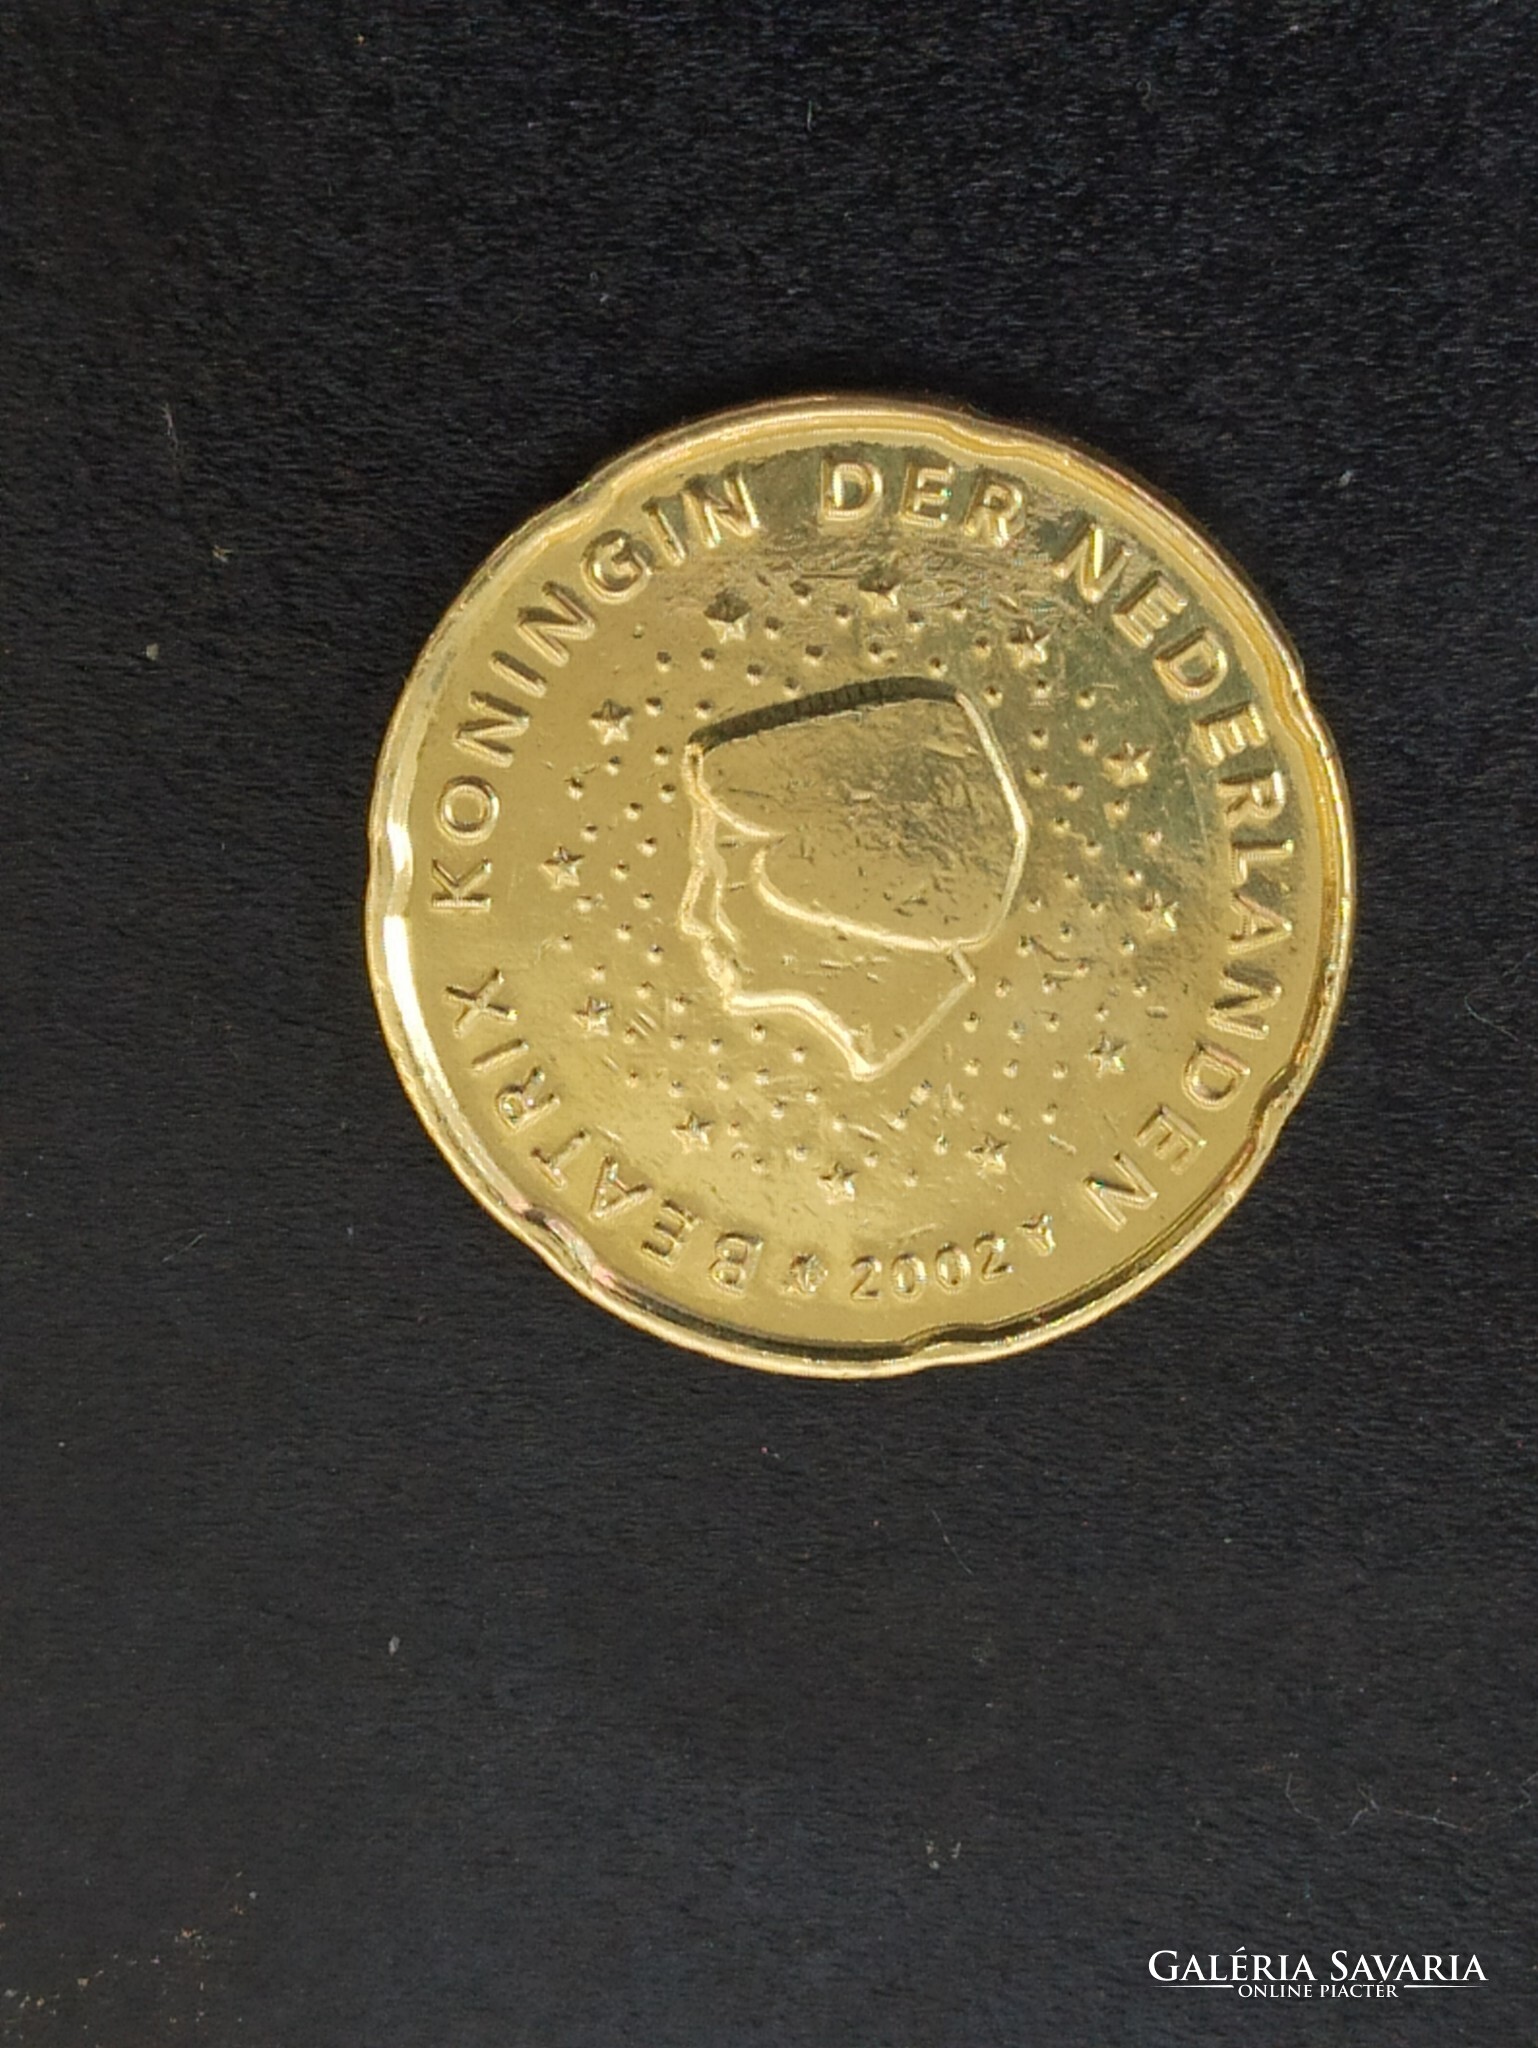 BEATRIX KONINGIN DER NEDERLANDEN
2002
GALÉRIA SAVARIA
ONLINE PIACTÉR